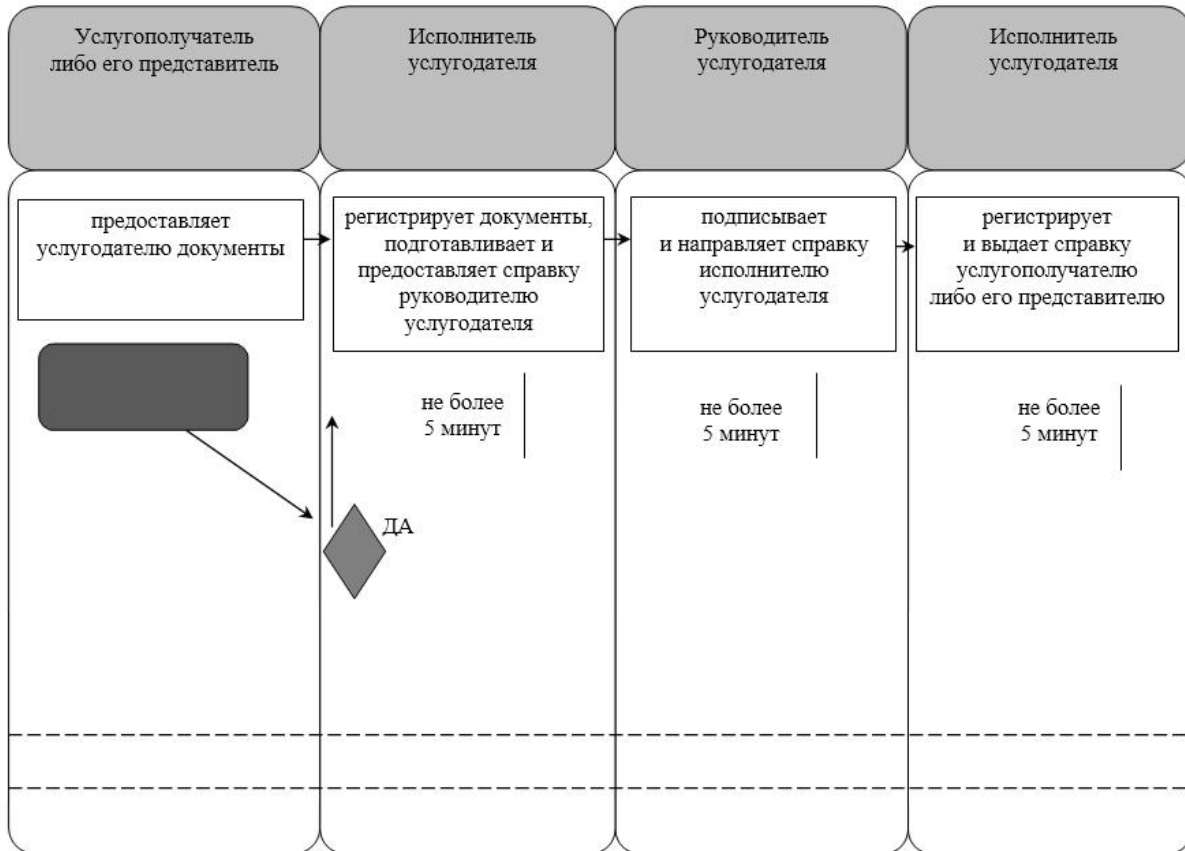 Услугополучатель
либо его представитель
Исполнитель
услугодателя
Руководитель
услугодателя
Исполнитель
услугодателя
предоставляет
услугодателю документы
регистрирует документы,
подготавливает и
предоставляет справку
руководителю
услугодателя
подписывает
и направляет справку
исполнителю
услугодателя
регистрирует
и выдает справку
услугополучателю
либо его представителю
не более
5 минут
не более
5 минут
не более
5 минут
ДА